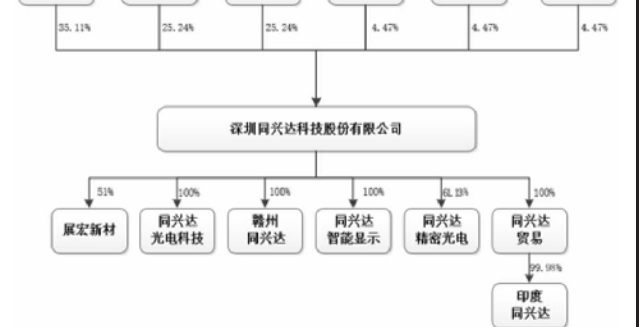 35.11% 25.24% 25.24% 4.47% 4.47% 4.47%
深圳同兴达科技股份有限公司
51% 100% 100% 100% 61.13% 100%
展宏新材
同兴达
光电科技
赣州
同兴达
同兴达
智能显示
同兴达
精密光电
同兴达
贸易
99.98%
印度
同兴达